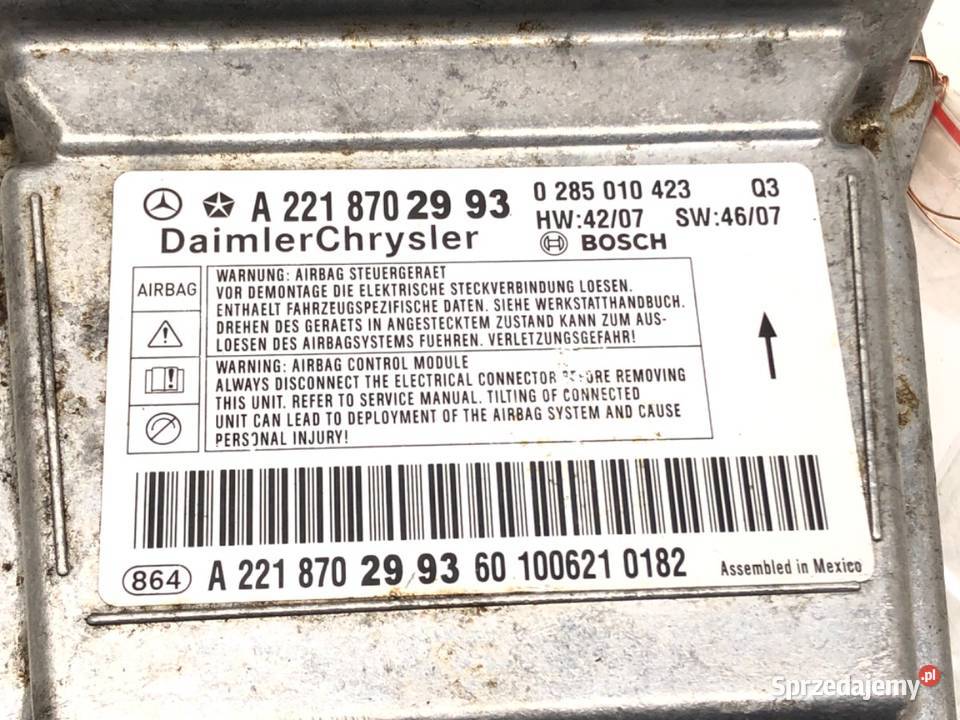 A 221 870 29 93 0 285 010 423 Q3
DaimlerChrysler HW:42/07 SW:46/07
BOSCH
AIRBAG
WARNUNG: AIRBAG STEUERGERAET
VOR DEMONTAGE DIE ELEKTRISCHE STECKVERBINDUNG LOESEN.
ENTHAELT FAHRZEUGSPEZIFISCHE DATEN. SIEHE WERKSTATTHANDBUCH.
DREHEN DES GERAETS IN ANGESTECKTEM ZUSTAND KANN ZUM AUS-
LOESEN DES AIRBAGSYSTEMS FUEHREN. VERLETZUNGSGEFAHR!
WARNING: AIRBAG CONTROL MODULE
ALWAYS DISCONNECT THE ELECTRICAL CONNECTOR BEFORE REMOVING
THIS UNIT. REFER TO SERVICE MANUAL. TILTING OF CONNECTED
UNIT CAN LEAD TO DEPLOYMENT OF THE AIRBAG SYSTEM AND CAUSE
PERSONAL INJURY!
864 A 221 870 29 93 60 100621 0182 Assembled in Mexico
Sprzedajemy.pl